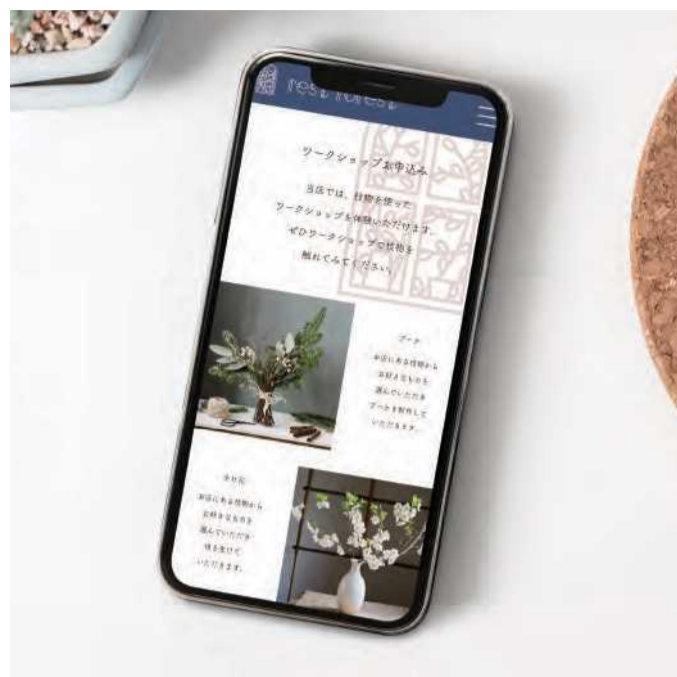 rest forest
ワークショップお申込み
当店では、枝物を使った
ワークショップを体験いただけます。
ぜひワークショップで枝物を
触れてみてください。
ブーケ
お店にある枝物から
お好きなものを
選んでいただき
ブーケを制作して
いただきます。
お店にある枝物から
お好きなものを
選んでいただき
枝を生けて
いただきます。